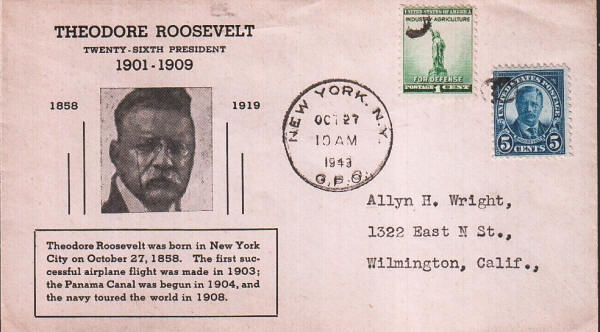 THEODORE ROOSEVELT
TWENTY-SIXTH PRESIDENT
1901-1909
1858
1919
Theodore Roosevelt was born in New York
City on October 27, 1858. The first suc-
cessful airplane flight was made in 1903;
the Panama Canal was begun in 1904, and
the navy toured the world in 1908.
NEW YORK, N.Y.
OCT 27
10 AM
1943
G.P.O.
UNITED STATES OF AMERICA
INDUSTRY-AGRICULTURE
FOR DEFENSE
POSTAGE 1 CENT
UNITED STATES POSTAGE
5 CENTS 5
Allyn H. Wright,
1322 East N St.,
Wilmington, Calif.,